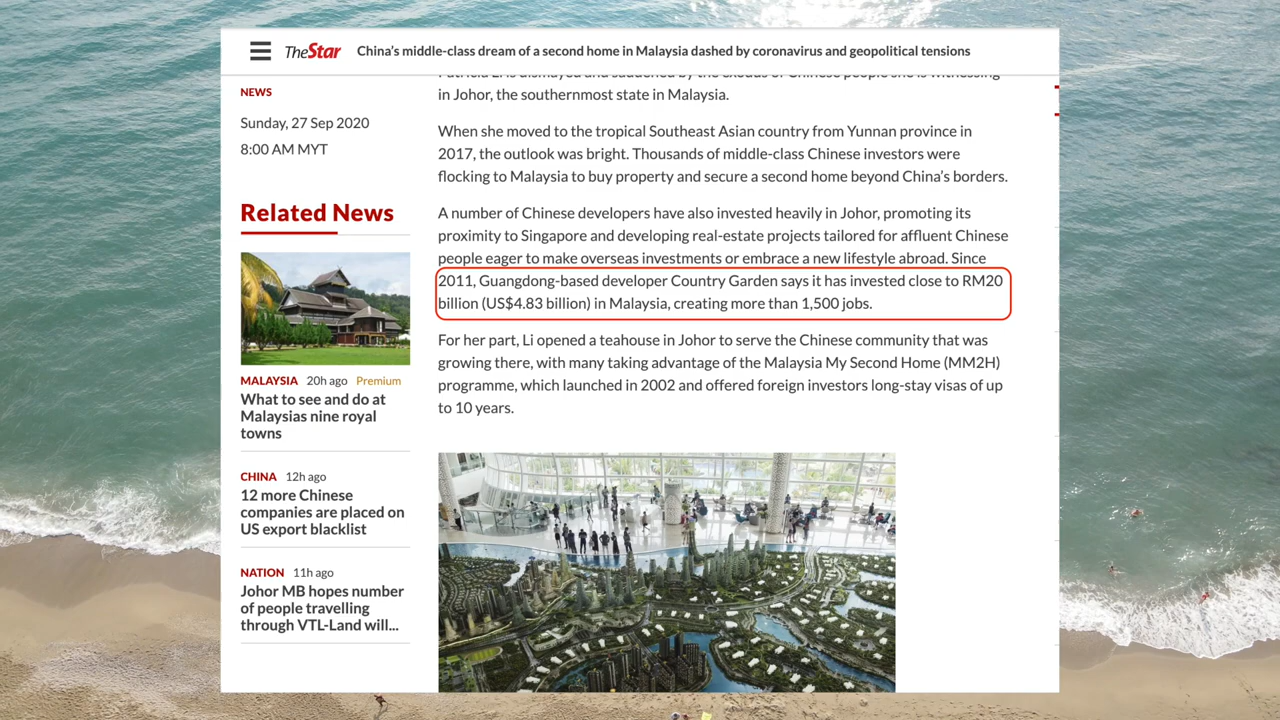 TheStar
China's middle-class dream of a second home in Malaysia dashed by coronavirus and geopolitical tensions
NEWS
Sunday, 27 Sep 2020
8:00 AM MYT
Related News
MALAYSIA 20h ago Premium
What to see and do at
Malaysias nine royal
towns
CHINA 12h ago
12 more Chinese
companies are placed on
US export blacklist
NATION 11h ago
Johor MB hopes number
of people travelling
through VTL-Land will...
in Johor, the southernmost state in Malaysia.
When she moved to the tropical Southeast Asian country from Yunnan province in
2017, the outlook was bright. Thousands of middle-class Chinese investors were
flocking to Malaysia to buy property and secure a second home beyond China's borders.
A number of Chinese developers have also invested heavily in Johor, promoting its
proximity to Singapore and developing real-estate projects tailored for affluent Chinese
people eager to make overseas investments or embrace a new lifestyle abroad. Since
2011, Guangdong-based developer Country Garden says it has invested close to RM20
billion (US$4.83 billion) in Malaysia, creating more than 1,500 jobs.
For her part, Li opened a teahouse in Johor to serve the Chinese community that was
growing there, with many taking advantage of the Malaysia My Second Home (MM2H)
programme, which launched in 2002 and offered foreign investors long-stay visas of up
to 10 years.